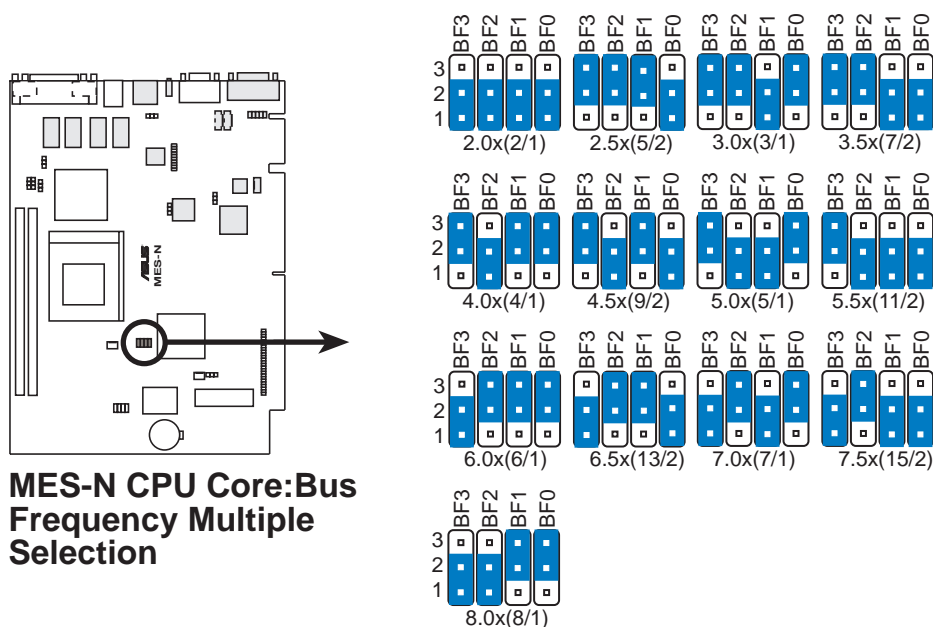 BF3 BF2 BF1 BF0 BF3 BF2 BF1 BF0 BF3 BF2 BF1 BF0 BF3 BF2 BF1 BF0
3
2
1
2.0x(2/1) 2.5x(5/2) 3.0x(3/1) 3.5x(7/2)
BF3 BF2 BF1 BF0 BF3 BF2 BF1 BF0 BF3 BF2 BF1 BF0 BF3 BF2 BF1 BF0
3
2
1
4.0x(4/1) 4.5x(9/2) 5.0x(5/1) 5.5x(11/2)
ASUS
MES-N
BF3 BF2 BF1 BF0 BF3 BF2 BF1 BF0 BF3 BF2 BF1 BF0 BF3 BF2 BF1 BF0
3
2
1
6.0x(6/1) 6.5x(13/2) 7.0x(7/1) 7.5x(15/2)
MES-N CPU Core:Bus
Frequency Multiple
Selection
BF3 BF2 BF1 BF0
3
2
1
8.0x(8/1)